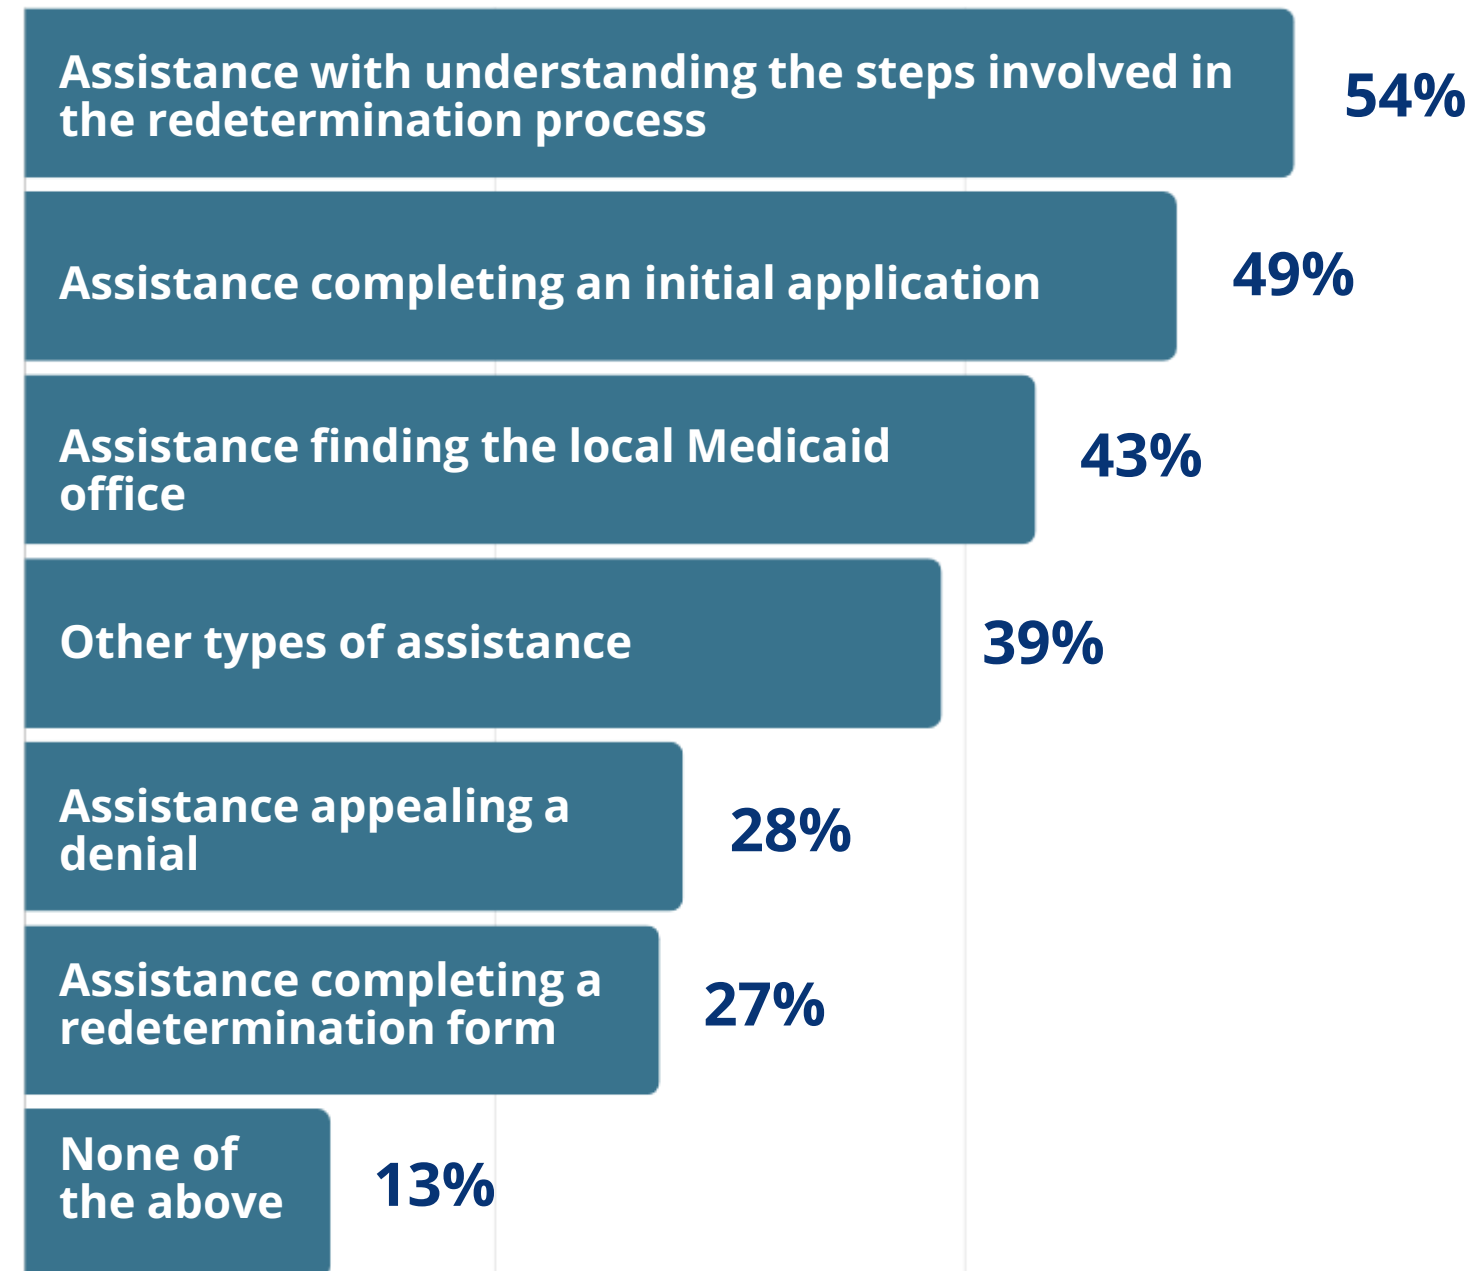 Assistance with understanding the steps involved in
the redetermination process
54%
Assistance completing an initial application
49%
Assistance finding the local Medicaid
office
43%
Other types of assistance
39%
Assistance appealing a
denial
28%
Assistance completing a
redetermination form
27%
None of
the above
13%